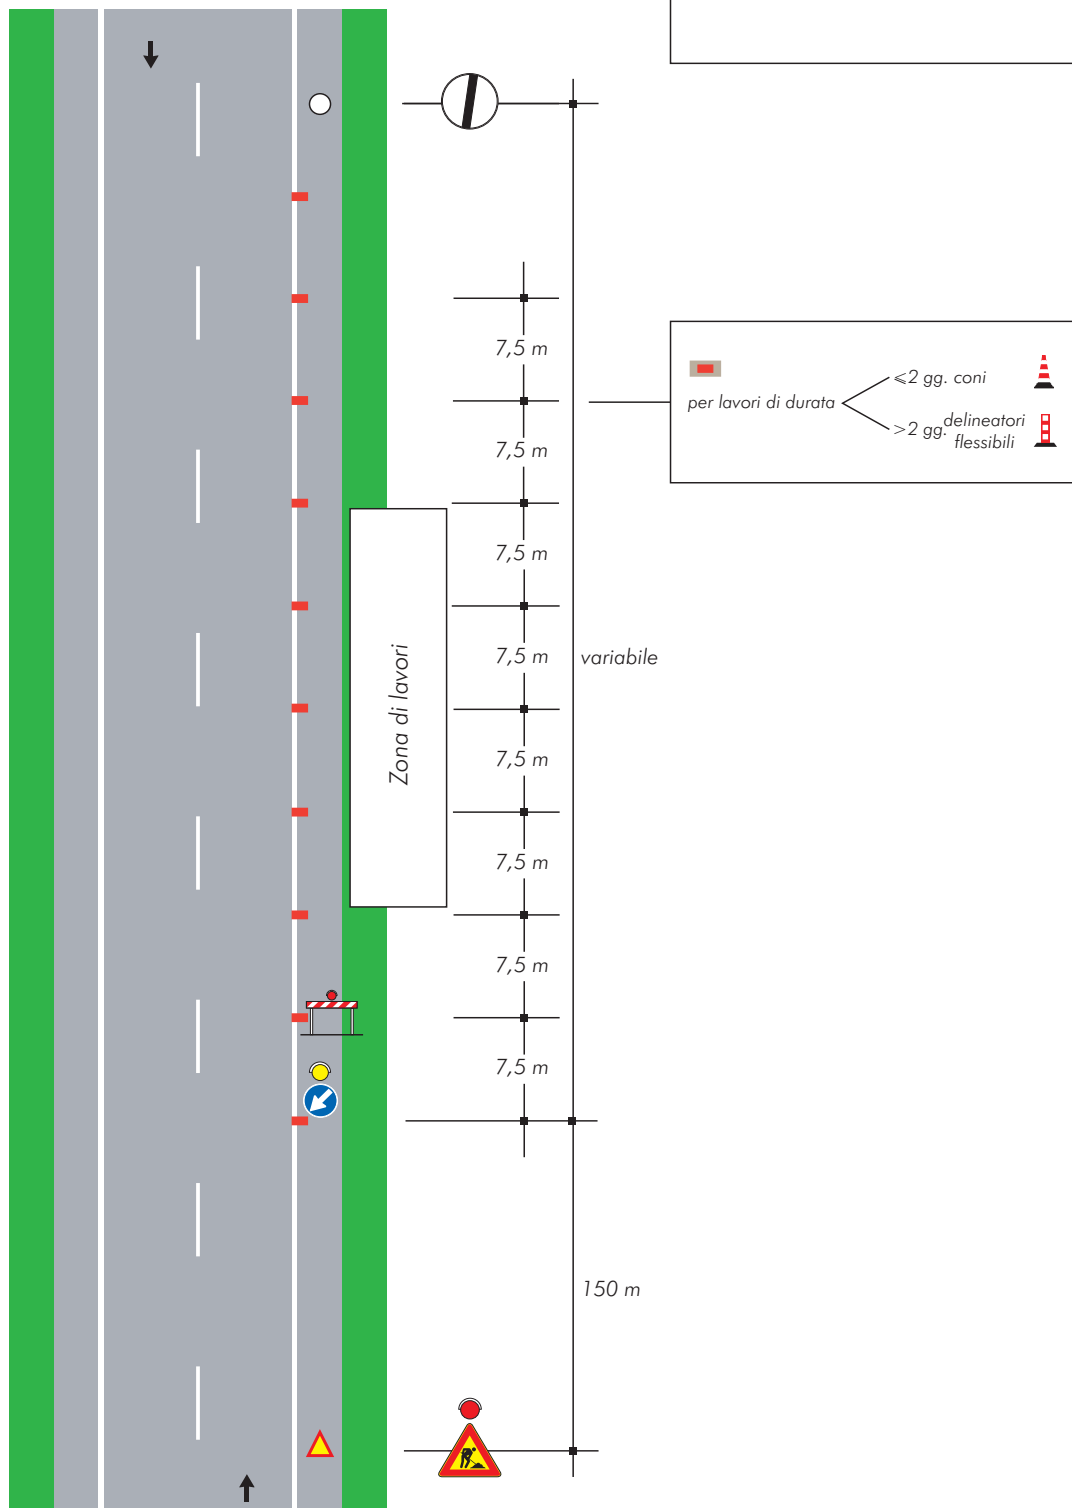 7,5 m
≤2 gg. coni
per lavori di durata
>2 gg. delineatori
flessibili
7,5 m
7,5 m
Zona di lavori
7,5 m
variabile
7,5 m
7,5 m
7,5 m
7,5 m
150 m